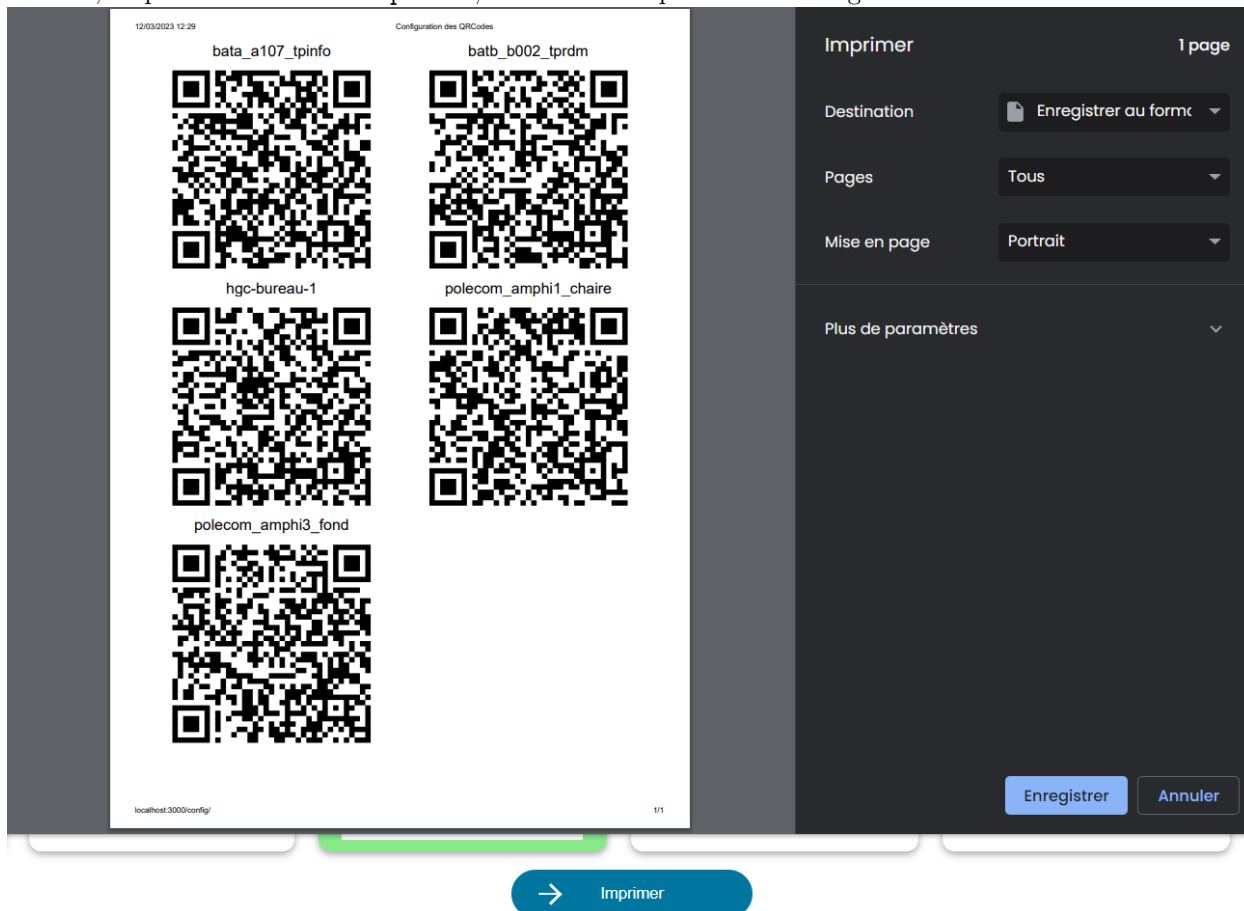 12/03/2023 12:29 Configuration des QRCodes
bata_a107_tpinfo batb_b002_tprdm
hgc-bureau-1 polecom_amphi1_chaire
polecom_amphi3_fond
localhost:3000/config/ 1/1
Imprimer 1 page
Destination Enregistrer au form
Pages Tous
Mise en page Portrait
Plus de paramètres
Enregistrer Annuler
Imprimer